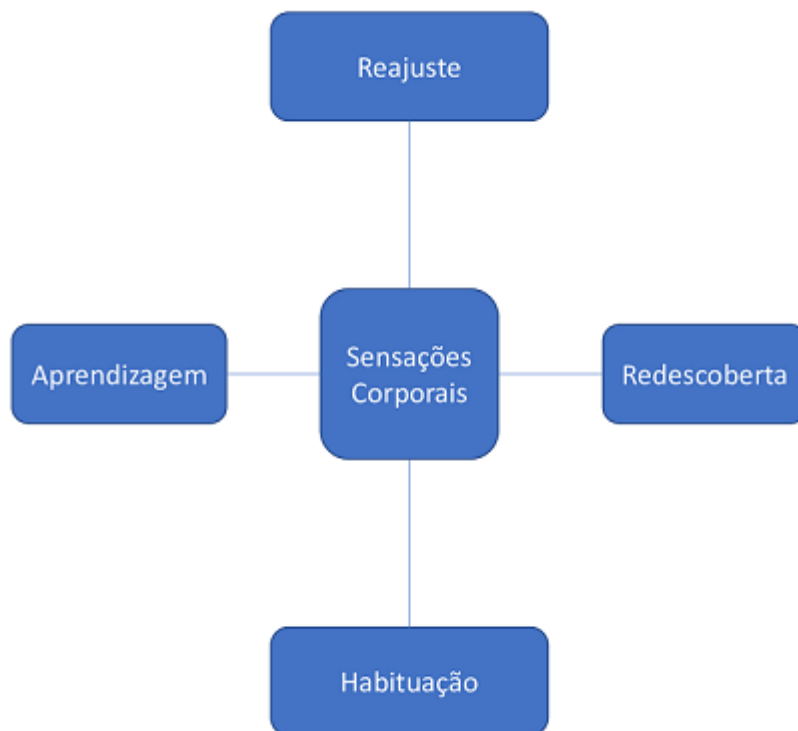 Reajuste
Aprendizagem
Sensações
Corporais
Redescoberta
Habituação